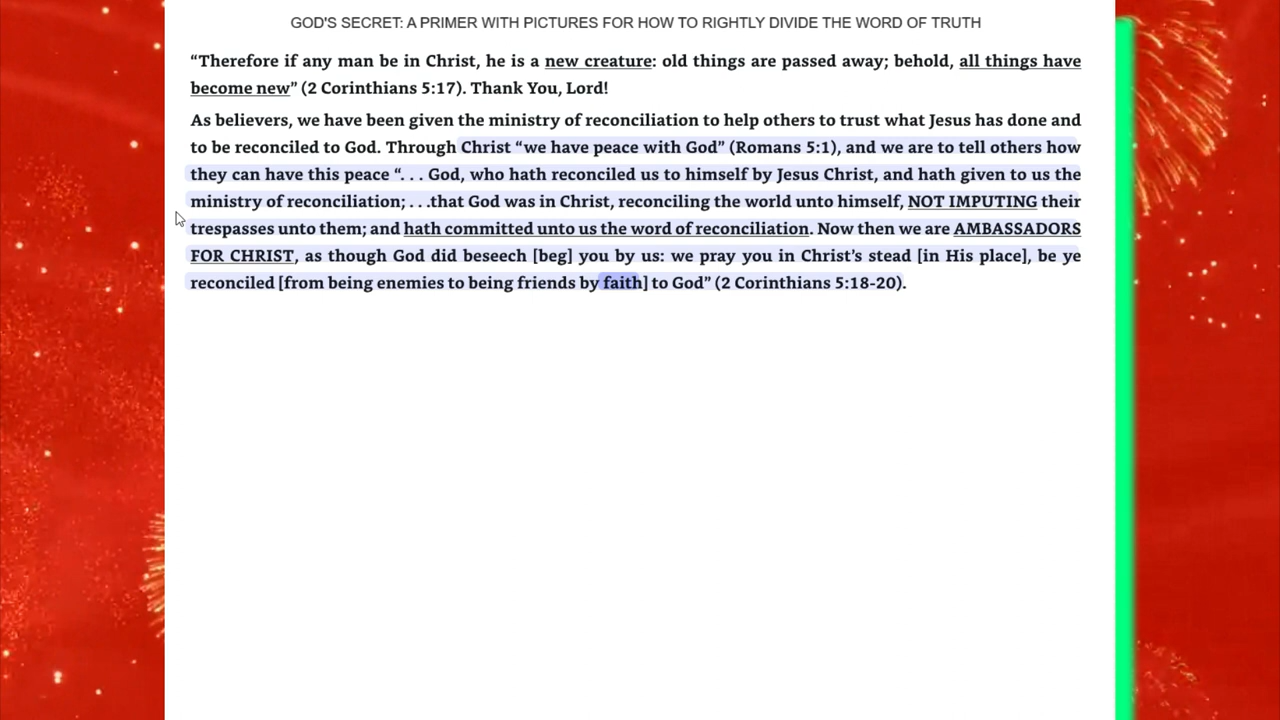 GOD'S SECRET: A PRIMER WITH PICTURES FOR HOW TO RIGHTLY DIVIDE THE WORD OF TRUTH
“Therefore if any man be in Christ, he is a new creature: old things are passed away; behold, all things have
become new” (2 Corinthians 5:17). Thank You, Lord!
As believers, we have been given the ministry of reconciliation to help others to trust what Jesus has done and
to be reconciled to God. Through Christ “we have peace with God” (Romans 5:1), and we are to tell others how
they can have this peace “. . . God, who hath reconciled us to himself by Jesus Christ, and hath given to us the
ministry of reconciliation; . . .that God was in Christ, reconciling the world unto himself, NOT IMPUTING their
trespasses unto them; and hath committed unto us the word of reconciliation. Now then we are AMBASSADORS
FOR CHRIST, as though God did beseech [beg] you by us: we pray you in Christ’s stead [in His place], be ye
reconciled [from being enemies to being friends by faith] to God” (2 Corinthians 5:18-20).